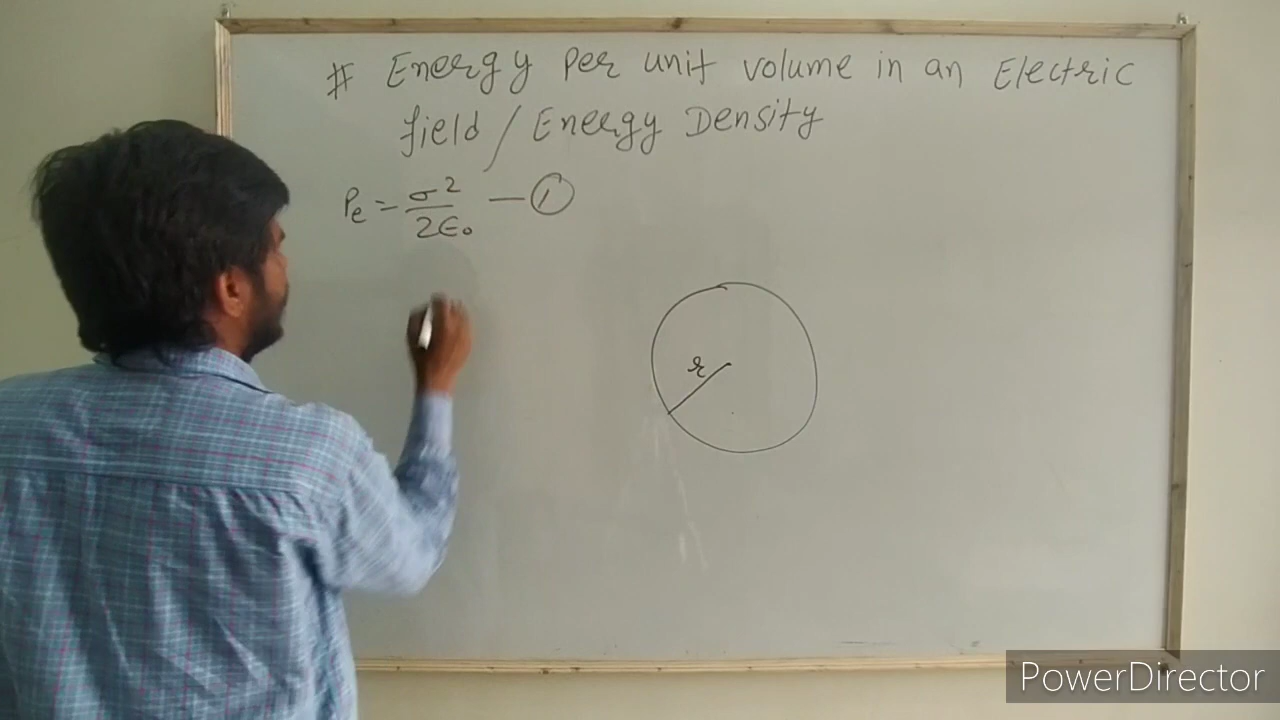 # Energy Per unit volume in an Electric
field / Energy Density
Pe = σ² / 2ϵ₀ — ①
r
PowerDirector